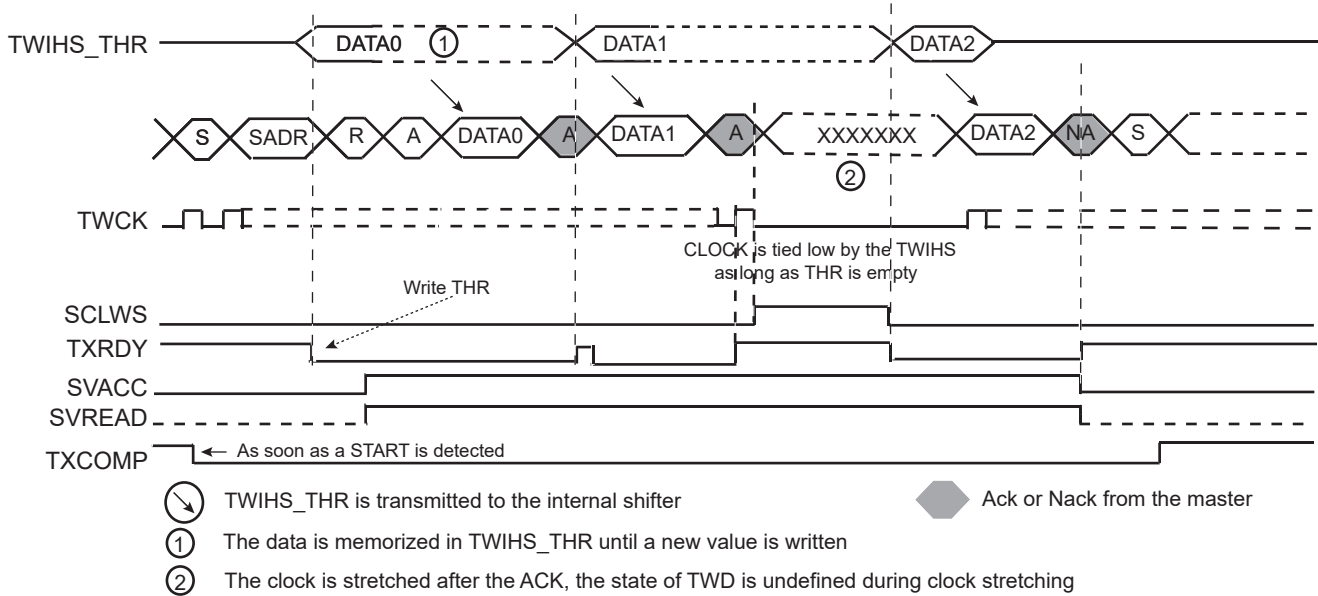 TWIHS_THR DATA0 1 DATA1 DATA2
S SADR R A DATA0 A DATA1 A XXXXXXX DATA2 NA S
2
TWCK
CLOCK is tied low by the TWIHS
as long as THR is empty
Write THR
SCLWS
TXRDY
SVACC
SVREAD
TXCOMP As soon as a START is detected
TWIHS_THR is transmitted to the internal shifter Ack or Nack from the master
1 The data is memorized in TWIHS_THR until a new value is written
2 The clock is stretched after the ACK, the state of TWD is undefined during clock stretching